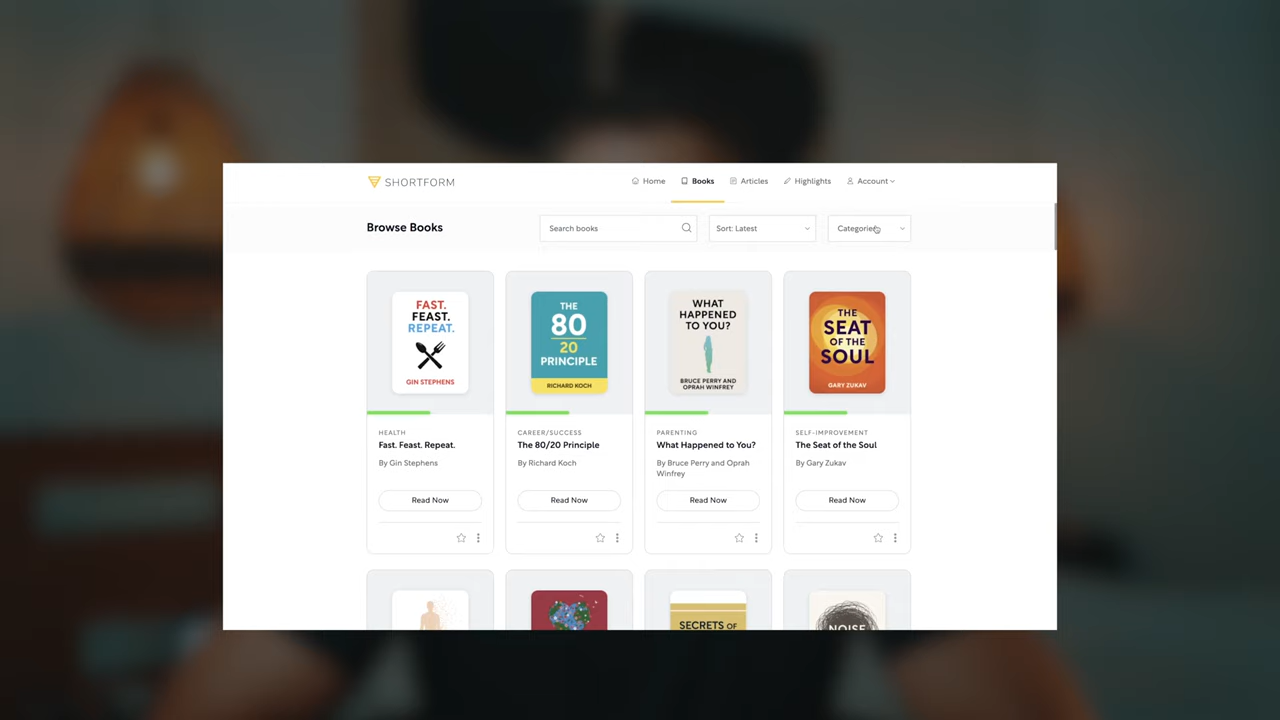 SHORTFORM
Home
Books
Articles
Highlights
Account
Browse Books
Search books
Sort: Latest
Categories
FAST.
FEAST.
REPEAT.
GIN STEPHENS
THE
80
20
PRINCIPLE
RICHARD KOCH
WHAT
HAPPENED
TO YOU?
BRUCE PERRY AND
OPRAH WINFREY
THE
SEAT
OF THE
SOUL
GARY ZUKAV
HEALTH
Fast. Feast. Repeat.
By Gin Stephens
Read Now
CAREER/SUCCESS
The 80/20 Principle
By Richard Koch
Read Now
PARENTING
What Happened to You?
By Bruce Perry and Oprah
Winfrey
Read Now
SELF-IMPROVEMENT
The Seat of the Soul
By Gary Zukav
Read Now
SECRETS OF
NOISE